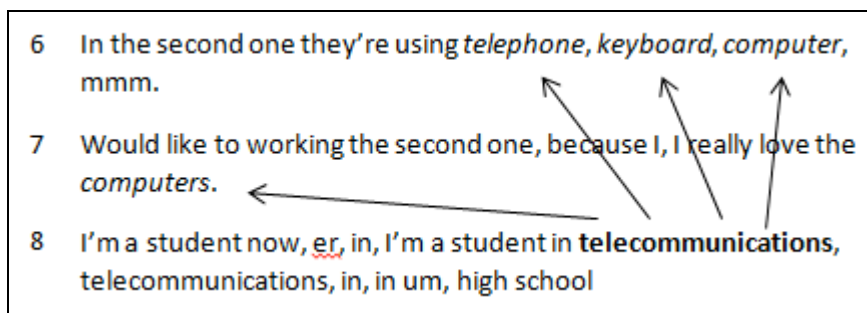 6 In the second one they're using telephone, keyboard, computer,
mmm.
7 Would like to working the second one, because I, I really love the
computers.
8 I'm a student now, er, in, I'm a student in telecommunications,
telecommunications, in, in um, high school